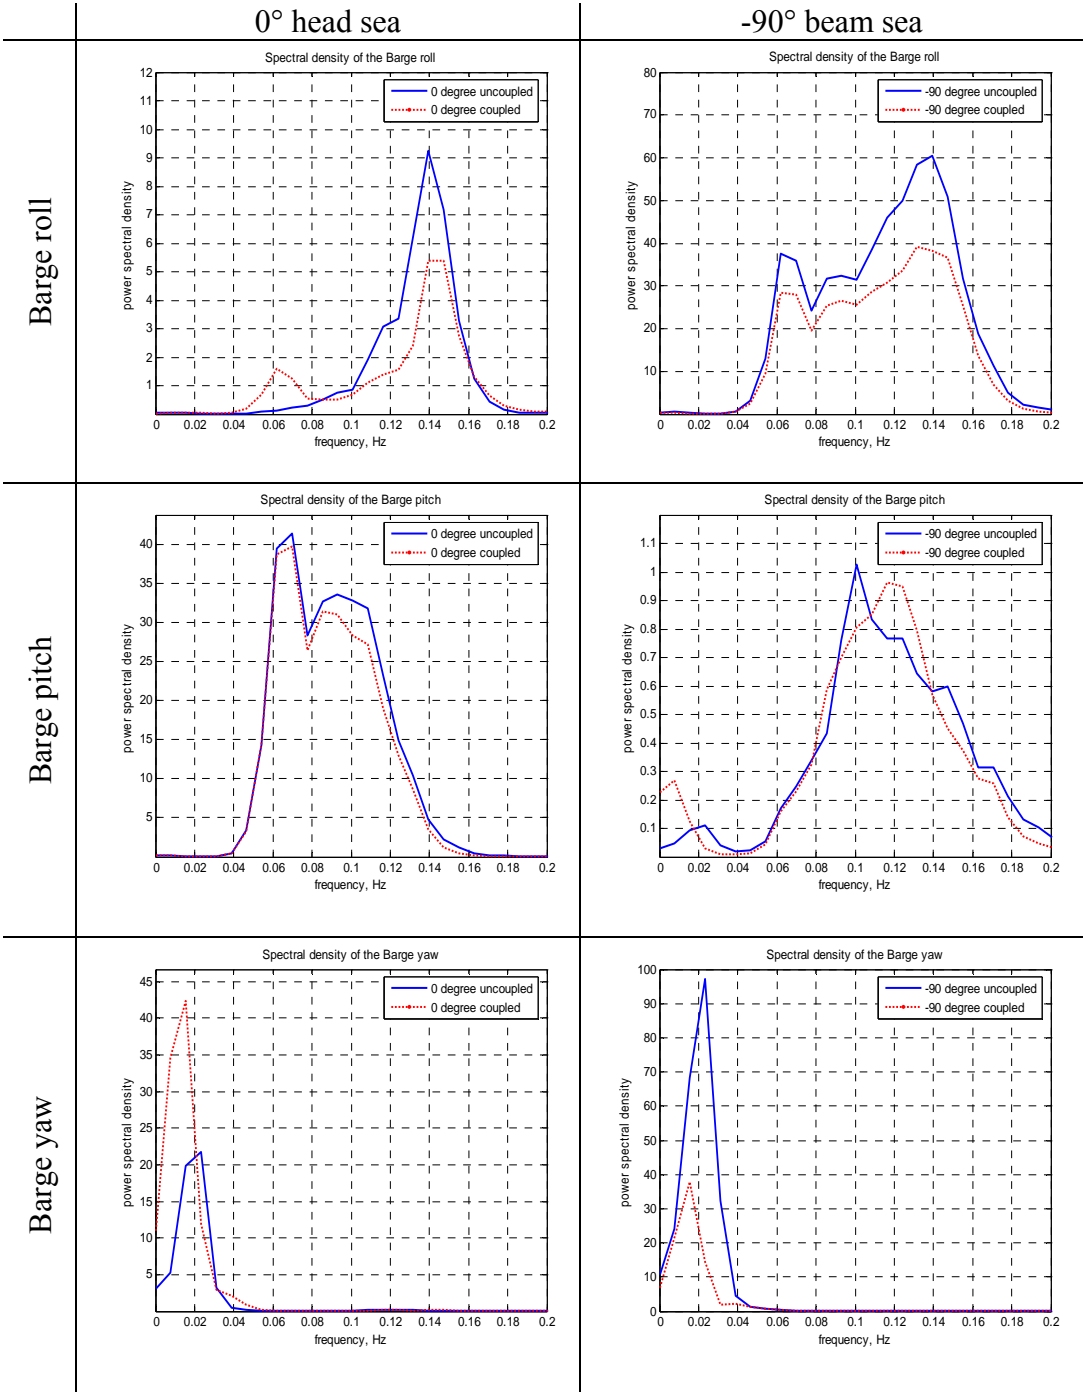 0° head sea
-90° beam sea
Barge roll
Spectral density of the Barge roll
power spectral density
12
11
10
9
8
7
6
5
4
3
2
1
0 degree uncoupled
0 degree coupled
0 0.02 0.04 0.06 0.08 0.10 0.12 0.14 0.16 0.18 0.2
frequency, Hz
Spectral density of the Barge roll
power spectral density
80
70
60
50
40
30
20
10
-90 degree uncoupled
-90 degree coupled
0 0.02 0.04 0.06 0.08 0.10 0.12 0.14 0.16 0.18 0.2
frequency, Hz
Barge pitch
Spectral density of the Barge pitch
power spectral density
40
35
30
25
20
15
10
5
0 degree uncoupled
0 degree coupled
0 0.02 0.04 0.06 0.08 0.10 0.12 0.14 0.16 0.18 0.2
frequency, Hz
Spectral density of the Barge pitch
power spectral density
1.1
1
0.9
0.8
0.7
0.6
0.5
0.4
0.3
0.2
0.1
-90 degree uncoupled
-90 degree coupled
0 0.02 0.04 0.06 0.08 0.10 0.12 0.14 0.16 0.18 0.2
frequency, Hz
Barge yaw
Spectral density of the Barge yaw
power spectral density
45
40
35
30
25
20
15
10
5
0 degree uncoupled
0 degree coupled
0 0.02 0.04 0.06 0.08 0.10 0.12 0.14 0.16 0.18 0.2
frequency, Hz
Spectral density of the Barge yaw
power spectral density
100
90
80
70
60
50
40
30
20
10
0
-90 degree uncoupled
-90 degree coupled
0 0.02 0.04 0.06 0.08 0.10 0.12 0.14 0.16 0.18 0.2
frequency, Hz